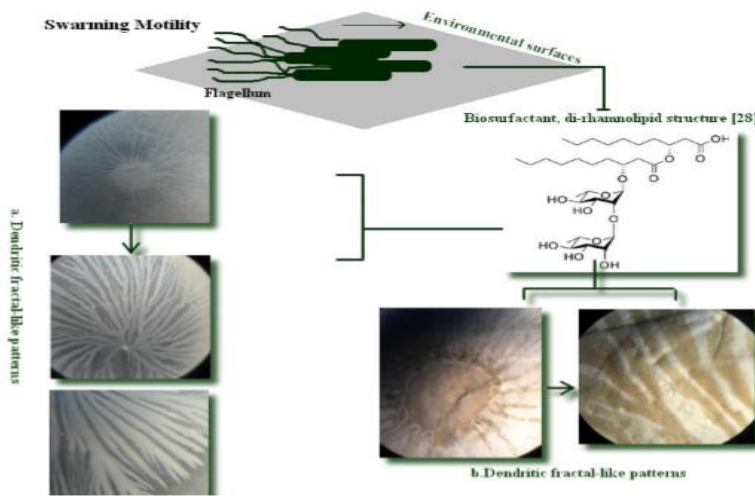 Swarming Motility
Environmental surfaces
Flagellum
Biosurfactant, di-rhamnolipid structure [28]
OH
O
O
O
O
O
HO
HO
O
O
HO
HO
OH
a. Dendritic fractal-like patterns
b.Dendritic fractal-like patterns